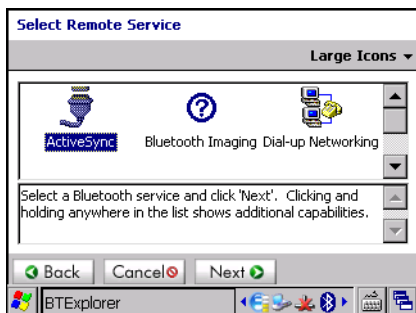 Select Remote Service
Large Icons
ActiveSync
Bluetooth Imaging
Dial-up Networking
Select a Bluetooth service and click 'Next'. Clicking and
holding anywhere in the list shows additional capabilities.
Back
Cancel
Next
BTExplorer